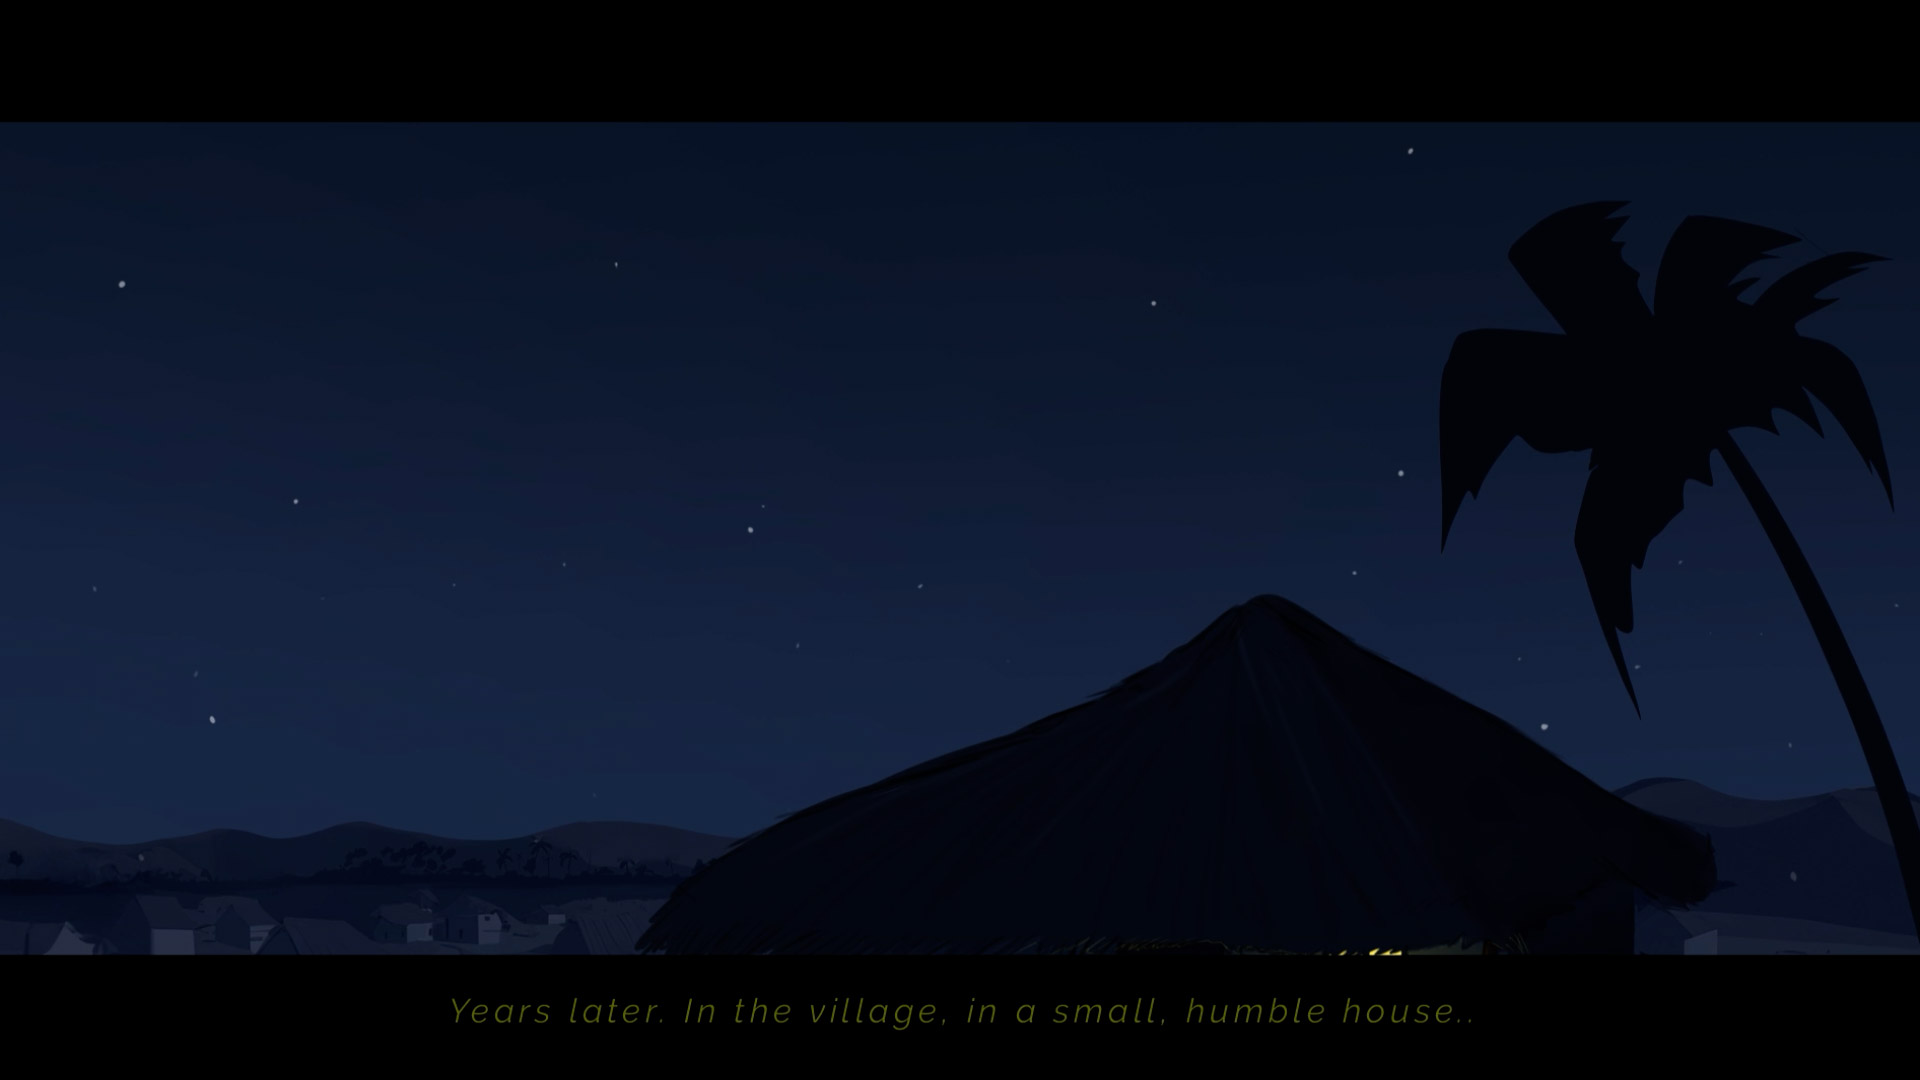 Years later. In the village, in a small, humble house..